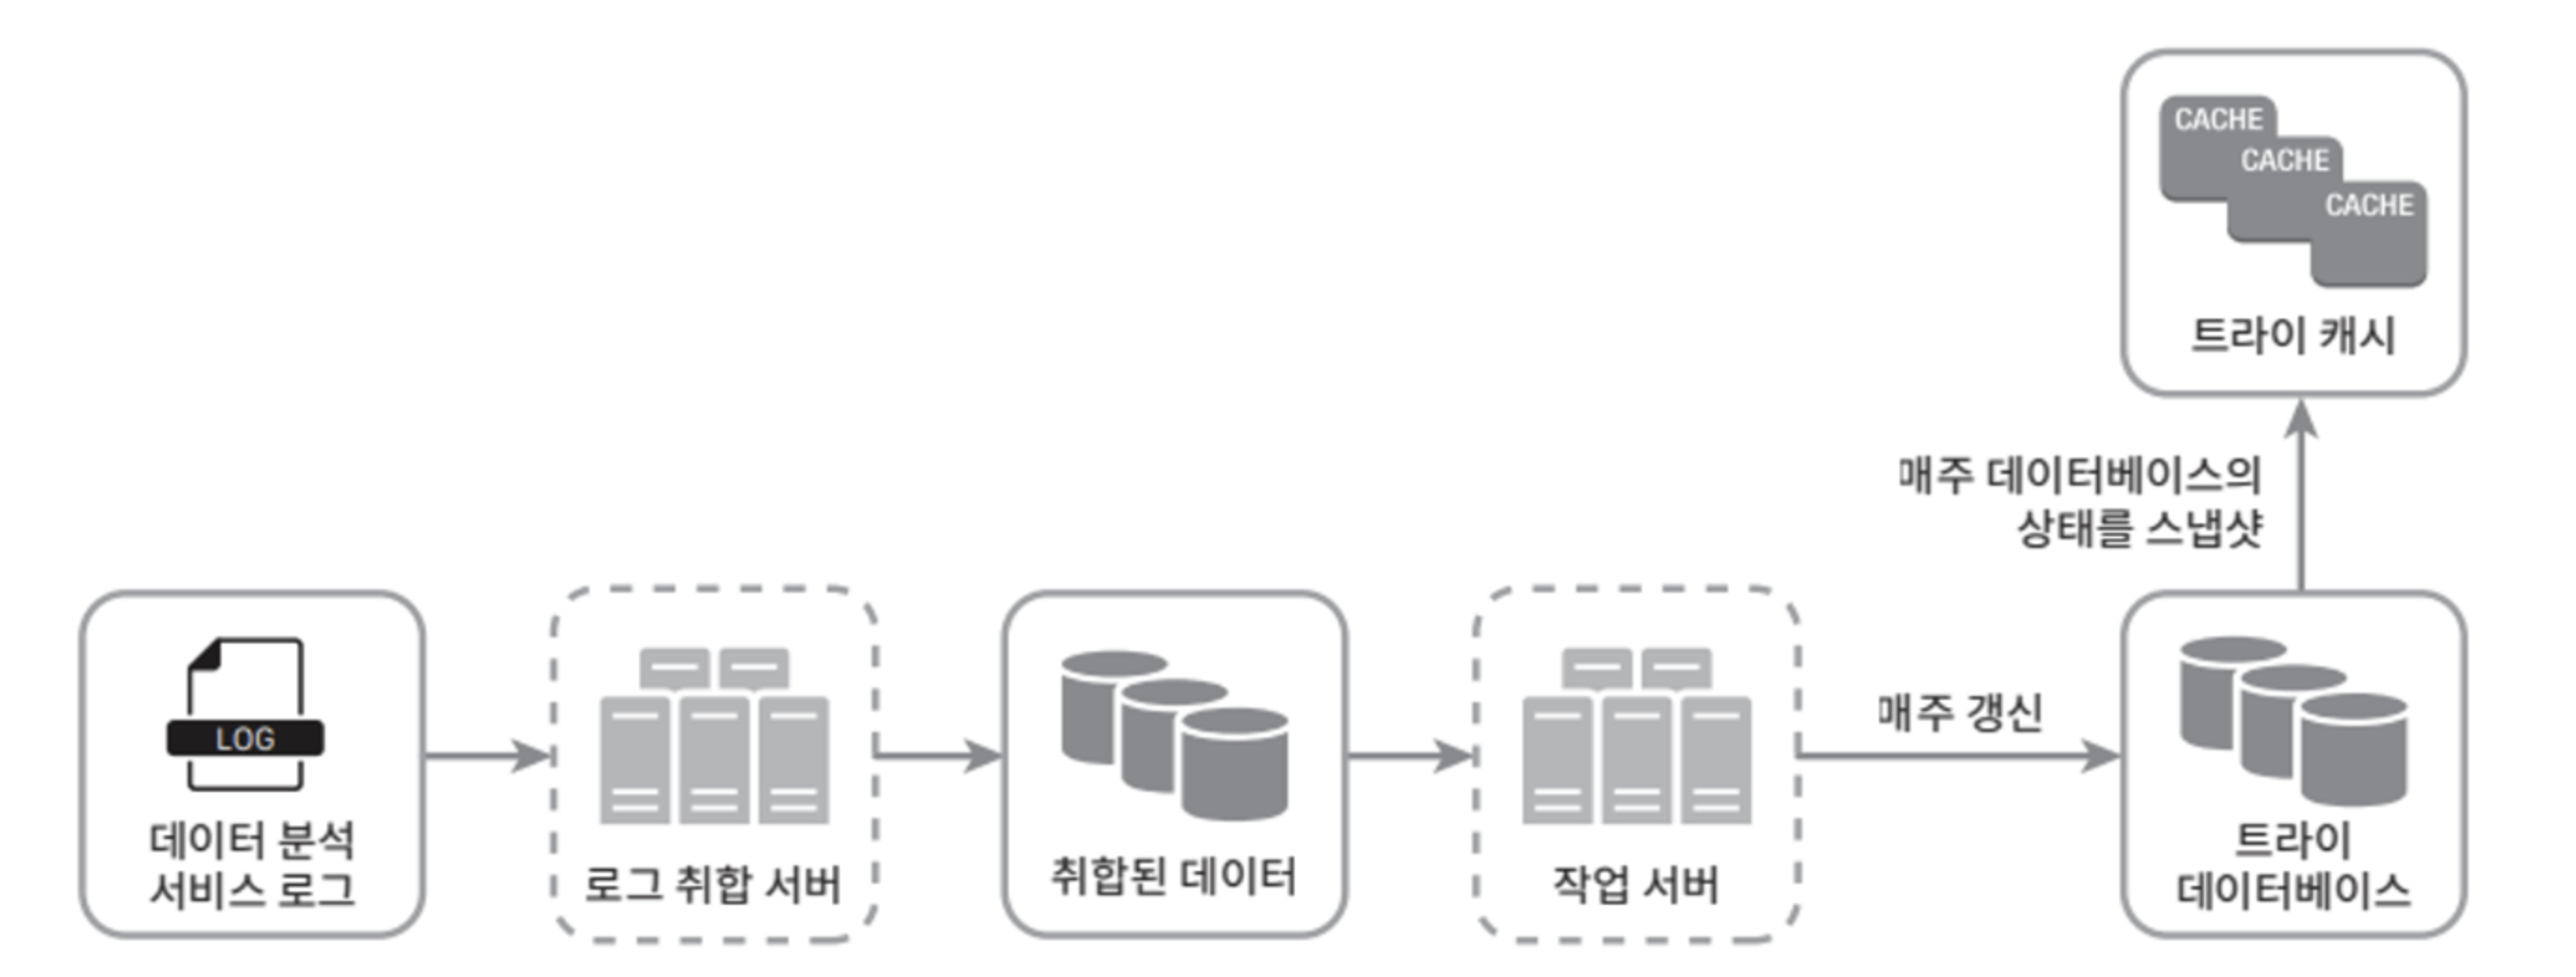 CACHE
CACHE
CACHE
트라이 캐시
매주 데이터베이스의
상태를 스냅샷
LOG
데이터 분석
서비스 로그
로그 취합 서버
취합된 데이터
작업 서버
매주 갱신
트라이
데이터베이스